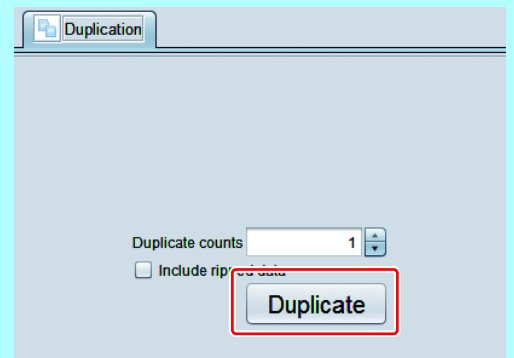 Duplication
Duplicate counts 1
Include ripped data
Duplicate